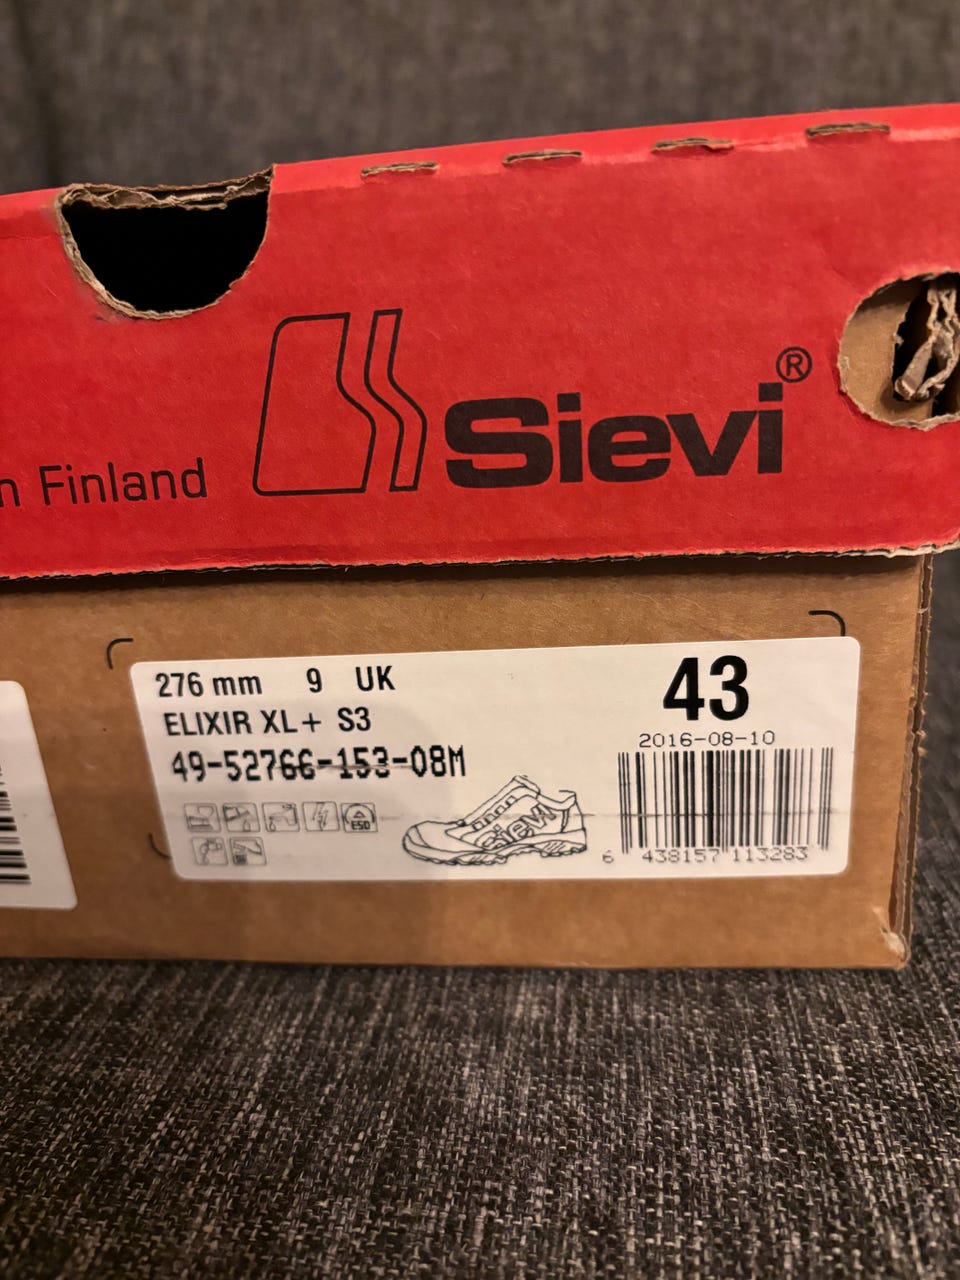 n Finland
Sievi®
276 mm 9 UK
ELIXIR XL+ S3
49-52766-153-08M
ESD
sievi
43
2016-08-10
6 438157 113283